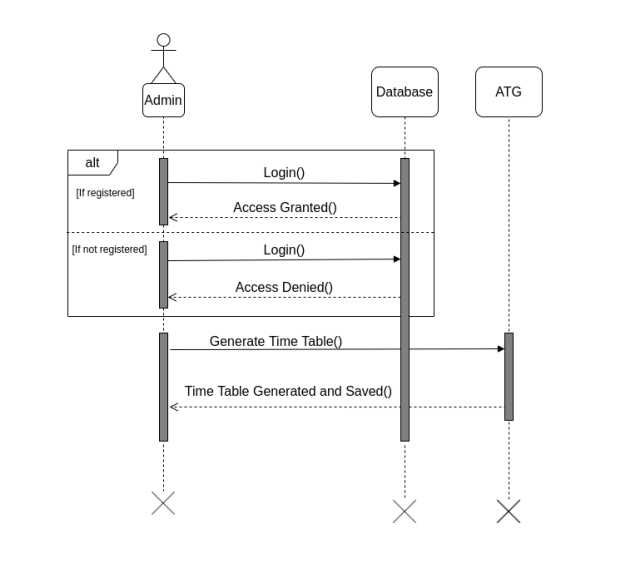 Admin
Database
ATG
alt
[If registered]
Login()
Access Granted()
[If not registered]
Login()
Access Denied()
Generate Time Table()
Time Table Generated and Saved()